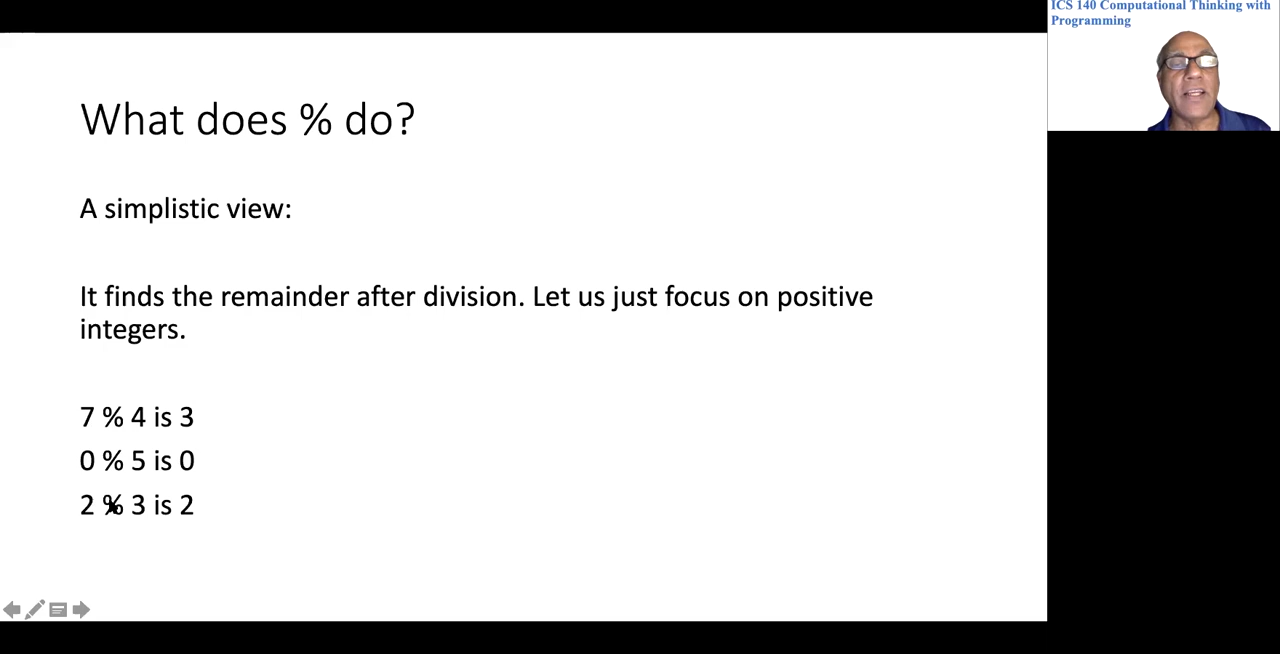 ICS 140 Computational Thinking with
Programming
What does % do?
A simplistic view:
It finds the remainder after division. Let us just focus on positive
integers.
7 % 4 is 3
0 % 5 is 0
2 % 3 is 2